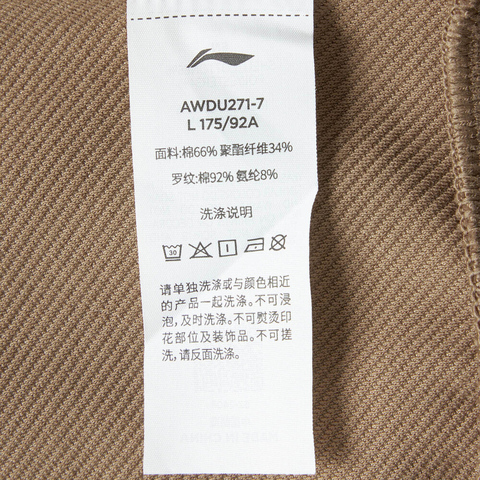 AWDU271-7
L 175/92A
面料:棉66% 聚酯纤维34%
罗纹:棉92% 氨纶8%
洗涤说明
30
请单独洗涤或与颜色相近
的产品一起洗涤。不可浸
泡,及时洗涤。不可熨烫印
花部位及装饰品。不可搓
洗,请反面洗涤。